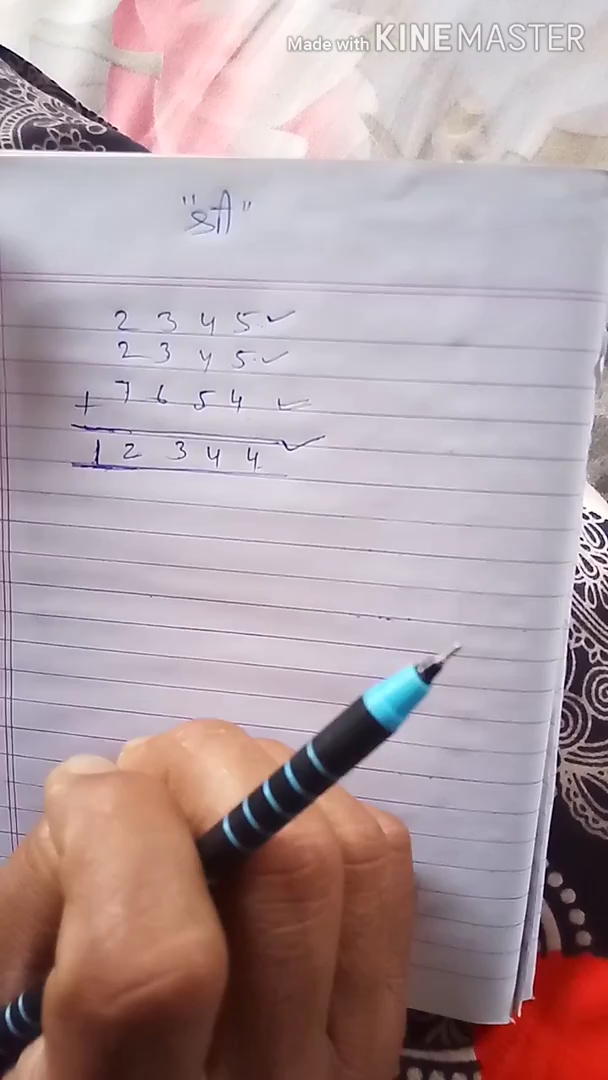 Made with KINEMASTER
"श्री"
2 3 4 5 ✓
2 3 4 5 ✓
+ 7 6 5 4 ✓
1 2 3 4 4 ✓